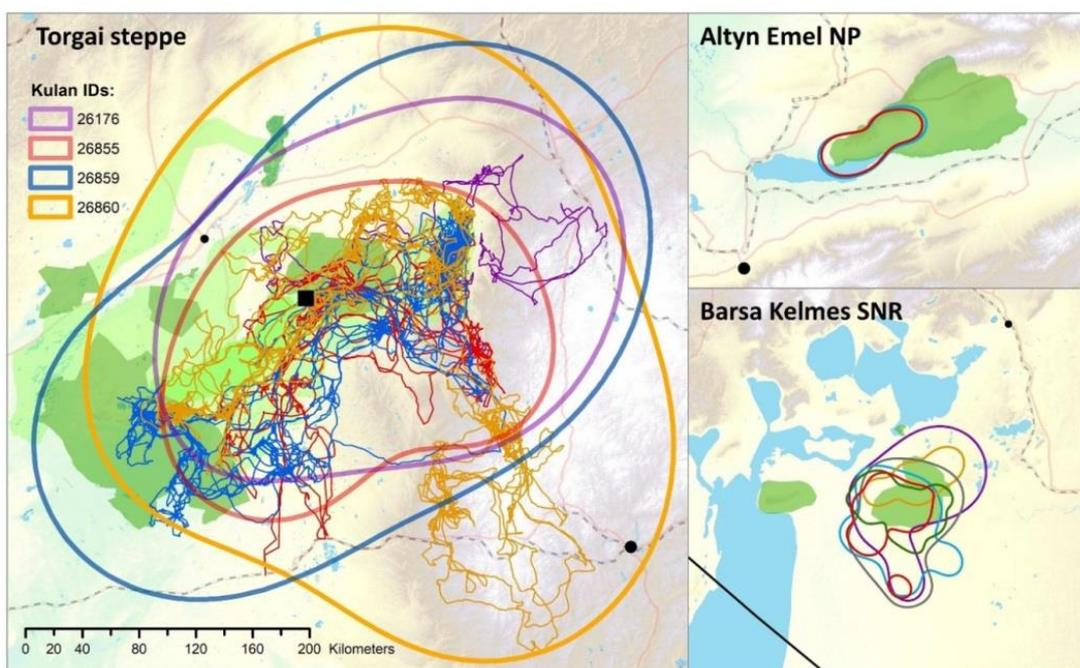 Torgai steppe
Kulan IDs:
26176
26855
26859
26860
0 20 40 80 120 160 200 Kilometers
Altyn Emel NP
Barsa Kelmes SNR